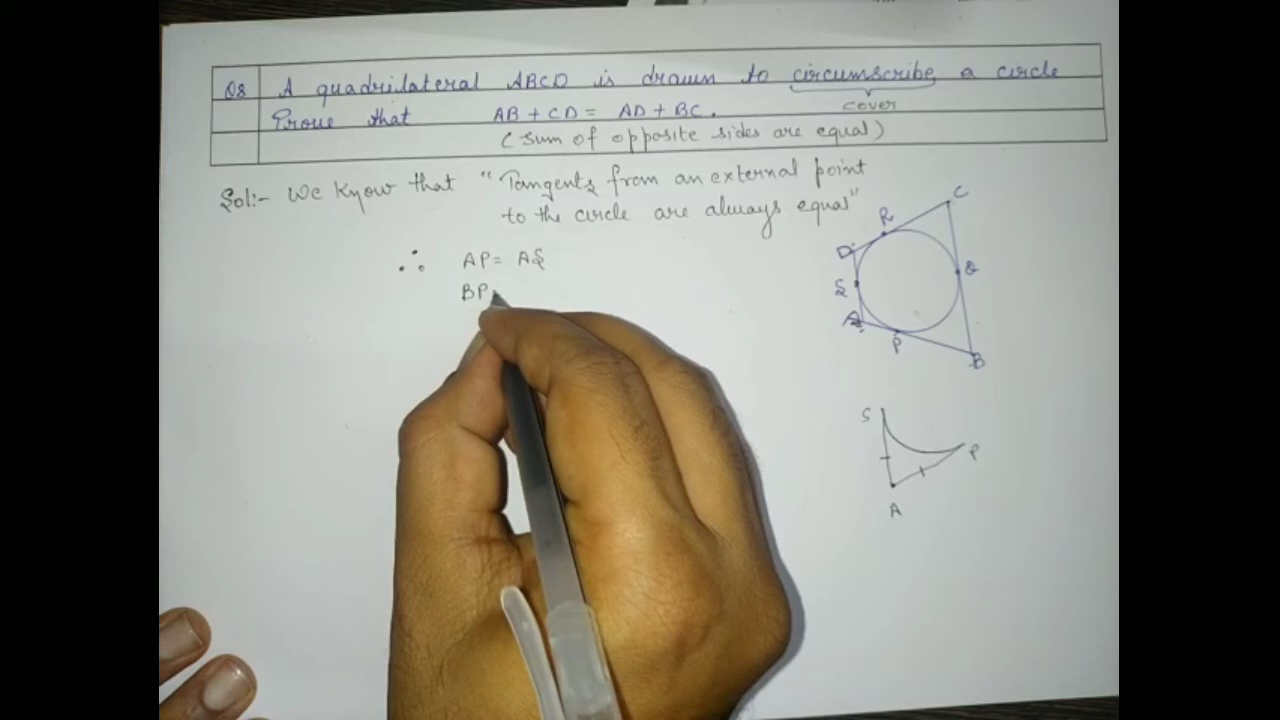 Q8 A quadrilateral ABCD is drawn to circumscribe a circle
cover
Prove that AB + CD = AD + BC.
(Sum of opposite sides are equal)
Sol:- We know that "Tangents from an external point
to the circle are always equal"
∴ AP = AS
BP
C
R
D
Q
S
A
P
B
S
P
A